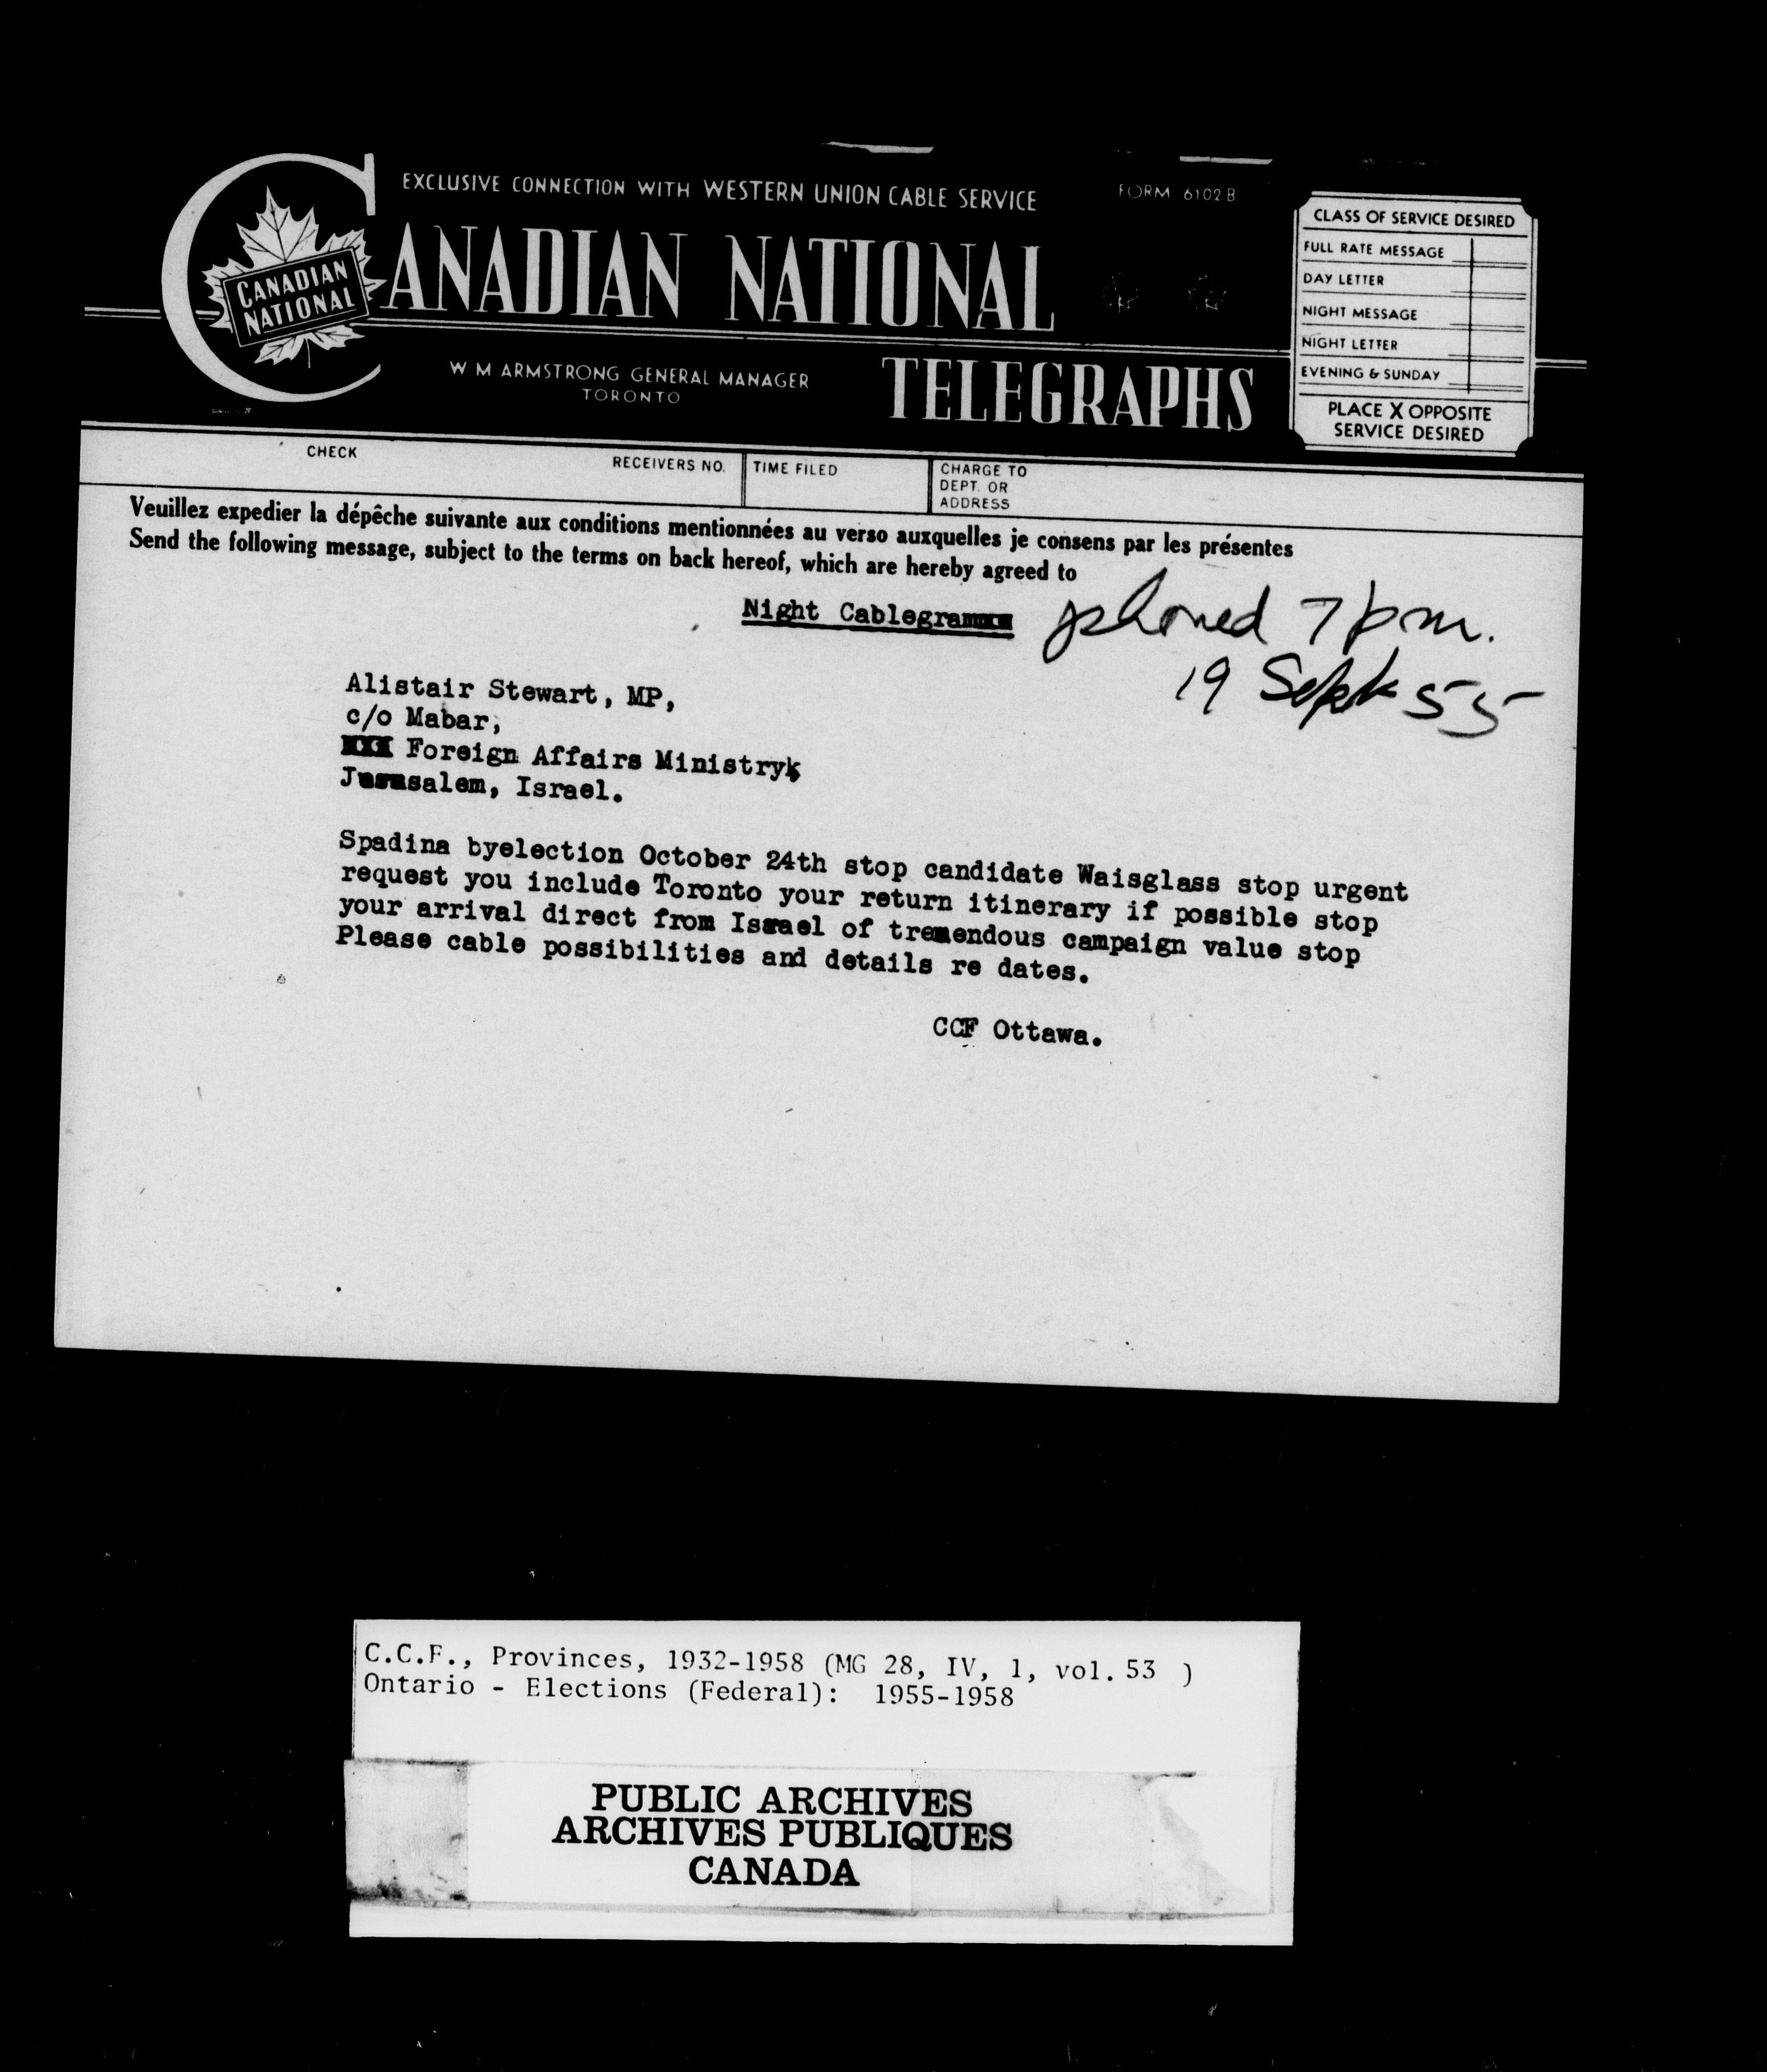 EXCLUSIVE CONNECTION WITH WESTERN UNION CABLE SERVICE
FORM 6102 B
CANADIAN NATIONAL
CANADIAN
NATIONAL
TELEGRAPHS
W M ARMSTRONG GENERAL MANAGER
TORONTO
CLASS OF SERVICE DESIRED
FULL RATE MESSAGE
DAY LETTER
NIGHT MESSAGE
NIGHT LETTER
EVENING & SUNDAY
PLACE X OPPOSITE
SERVICE DESIRED
CHECK
RECEIVERS NO.
TIME FILED
CHARGE TO
DEPT. OR
ADDRESS
Veuillez expedier la dépêche suivante aux conditions mentionnées au verso auxquelles je consens par les présentes
Send the following message, subject to the terms on back hereof, which are hereby agreed to
Night Cablegram
phoned 7 pm.
19 Sept 55
Alistair Stewart, MP,
c/o Mabar,
Foreign Affairs Ministry
Jerusalem, Israel.
Spadina byelection October 24th stop candidate Waisglass stop urgent
request you include Toronto your return itinerary if possible stop
your arrival direct from Israel of tremendous campaign value stop
Please cable possibilities and details re dates.
CCF Ottawa.
C.C.F., Provinces, 1932-1958 (MG 28, IV, 1, vol. 53 )
Ontario - Elections (Federal): 1955-1958
PUBLIC ARCHIVES
ARCHIVES PUBLIQUES
CANADA